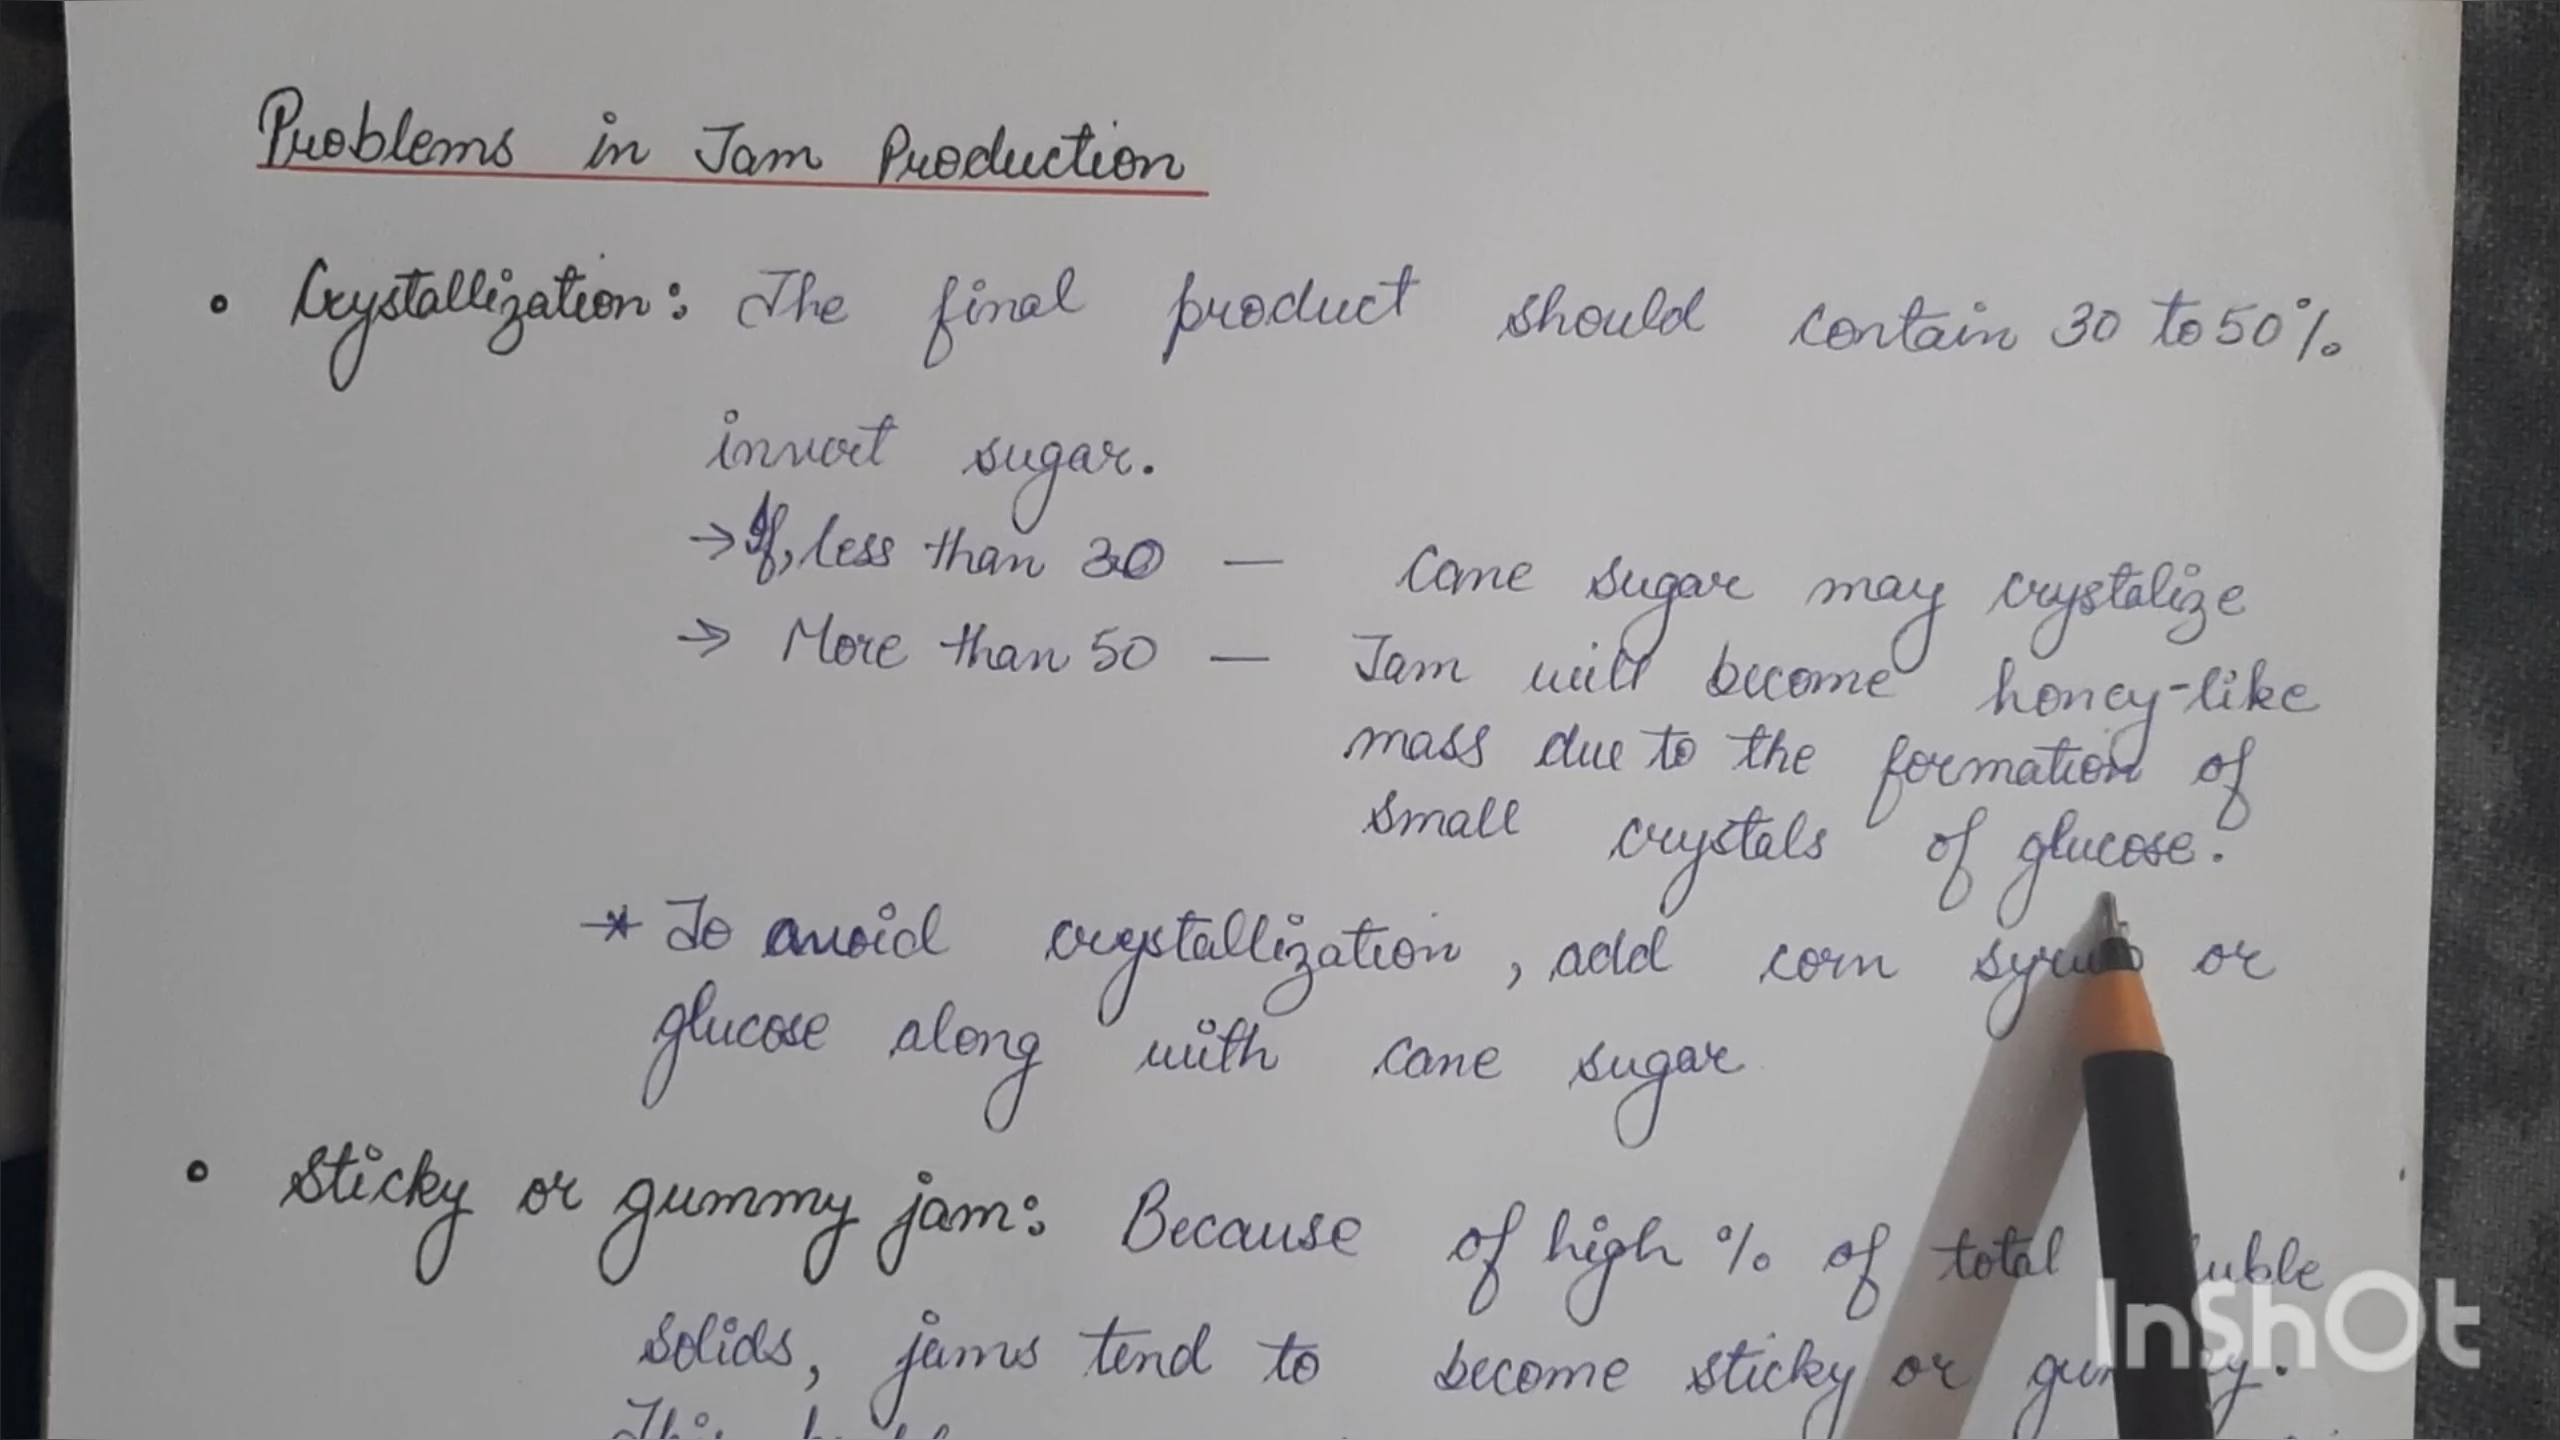 Problems in Jam Production
• Crystallization: The final product should contain 30 to 50%
invert sugar.
→ If, less than 30 — Cane sugar may crystalize
→ More than 50 — Jam will become honey-like
mass due to the formation of
small crystals of glucose.
* To avoid crystallization, add corn syrup or
glucose along with cane sugar
• Sticky or gummy jam: Because of high % of total
solids, jams tend to become sticky or
This
InShOt